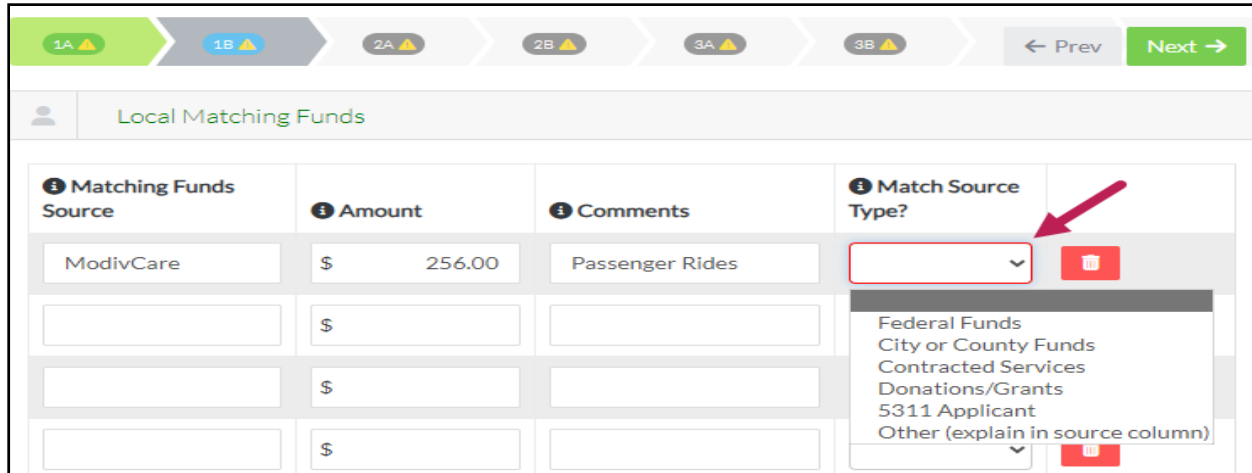 1A 1B 2A 2B 3A 3B ← Prev Next →
Local Matching Funds
Matching Funds Source Amount Comments Match Source Type?
ModivCare $ 256.00 Passenger Rides
$
Federal Funds
City or County Funds
Contracted Services
$
Donations/Grants
5311 Applicant
Other (explain in source column)
$